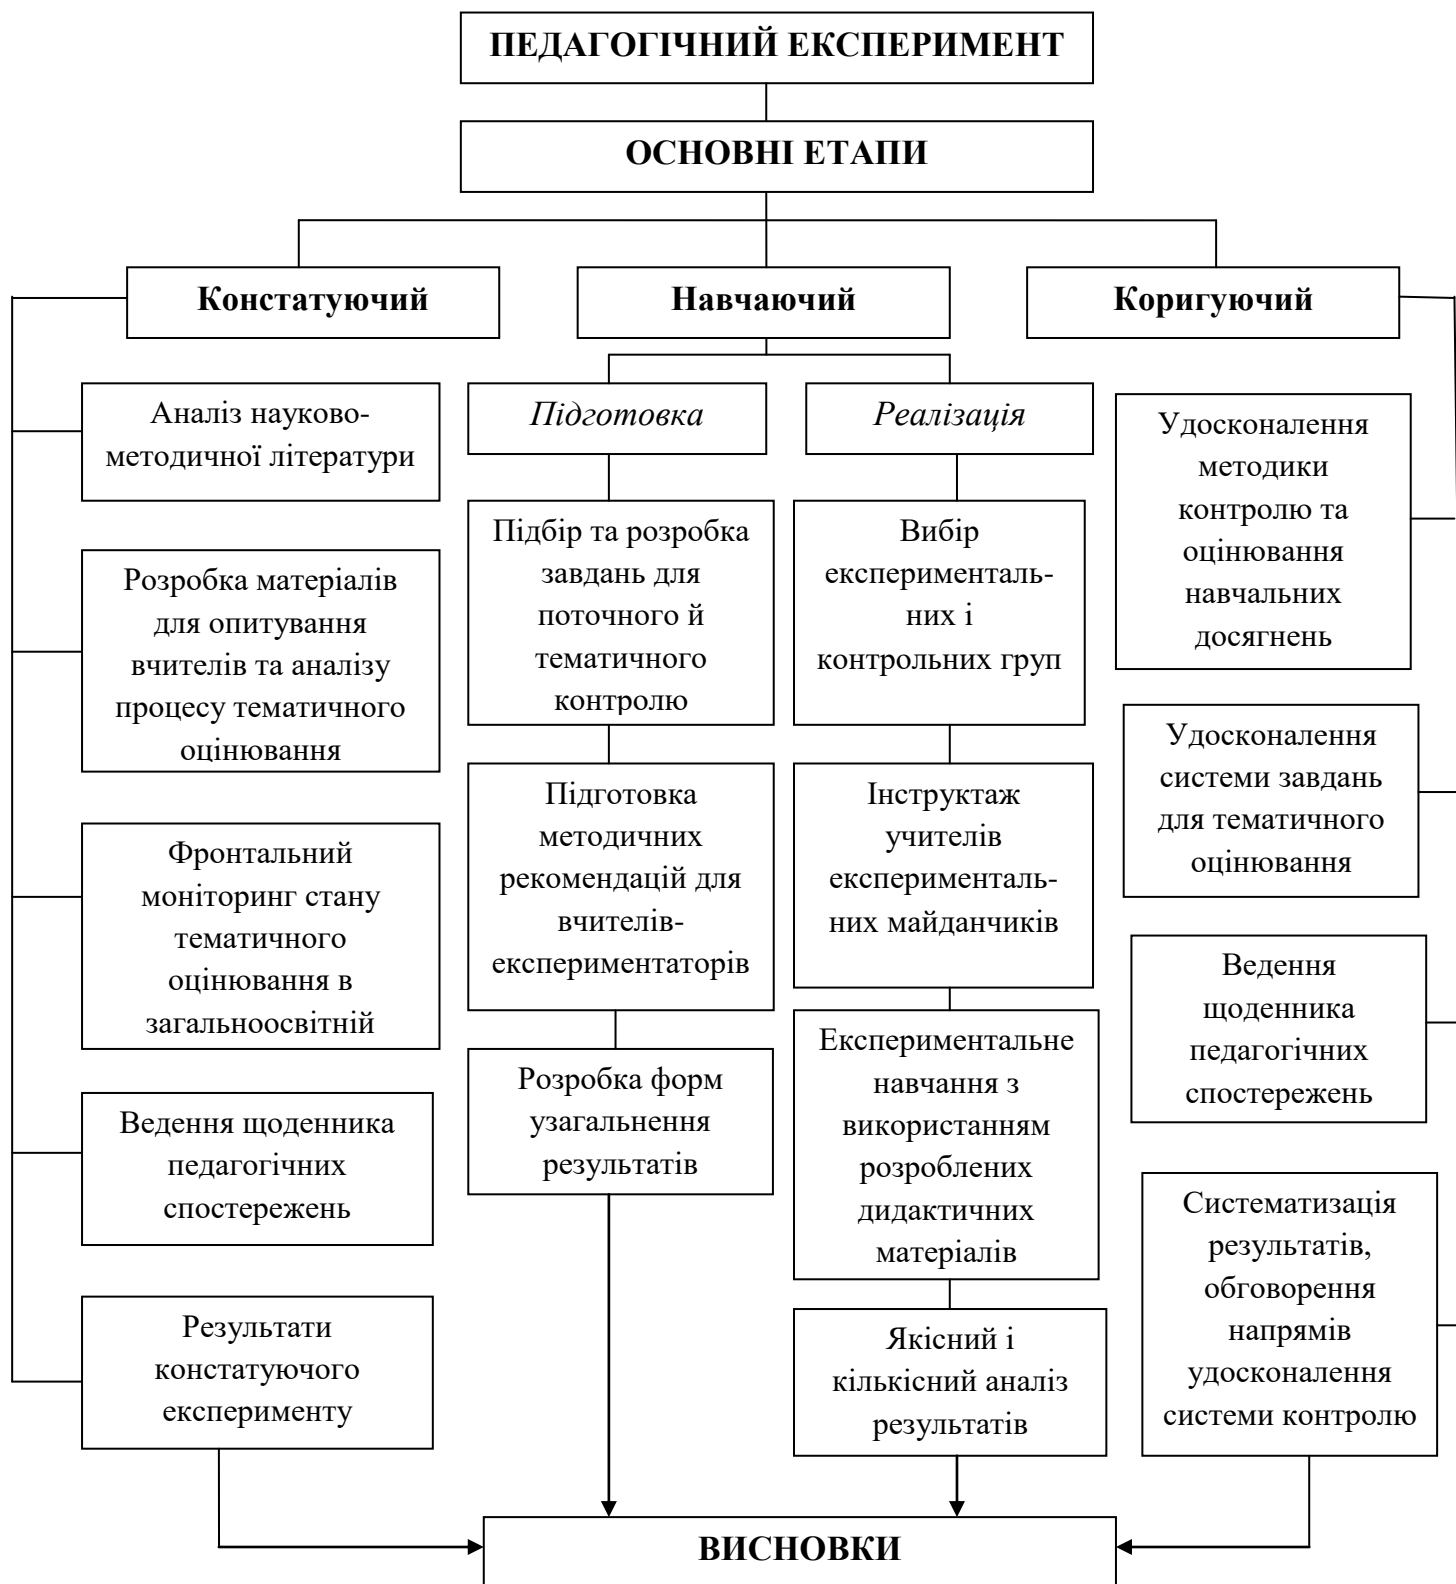 ПЕДАГОГІЧНИЙ ЕКСПЕРИМЕНТ
ОСНОВНІ ЕТАПИ
Констатуючий
Навчаючий
Коригуючий
Аналіз науково-
методичної літератури
Розробка матеріалів
для опитування
вчителів та аналізу
процесу тематичного
оцінювання
Фронтальний
моніторинг стану
тематичного
оцінювання в
загальноосвітній
Ведення щоденника
педагогічних
спостережень
Результати
констатуючого
експерименту
Підготовка
Підбір та розробка
завдань для
поточного й
тематичного
контролю
Підготовка
методичних
рекомендацій для
вчителів-
експериментаторів
Розробка форм
узагальнення
результатів
Реалізація
Вибір
експерименталь-
них і
контрольних груп
Інструктаж
учителів
експерименталь-
них майданчиків
Експериментальне
навчання з
використанням
розроблених
дидактичних
матеріалів
Якісний і
кількісний аналіз
результатів
Удосконалення
методики
контролю та
оцінювання
навчальних
досягнень
Удосконалення
системи завдань
для тематичного
оцінювання
Ведення
щоденника
педагогічних
спостережень
Систематизація
результатів,
обговорення
напрямів
удосконалення
системи контролю
ВИСНОВКИ